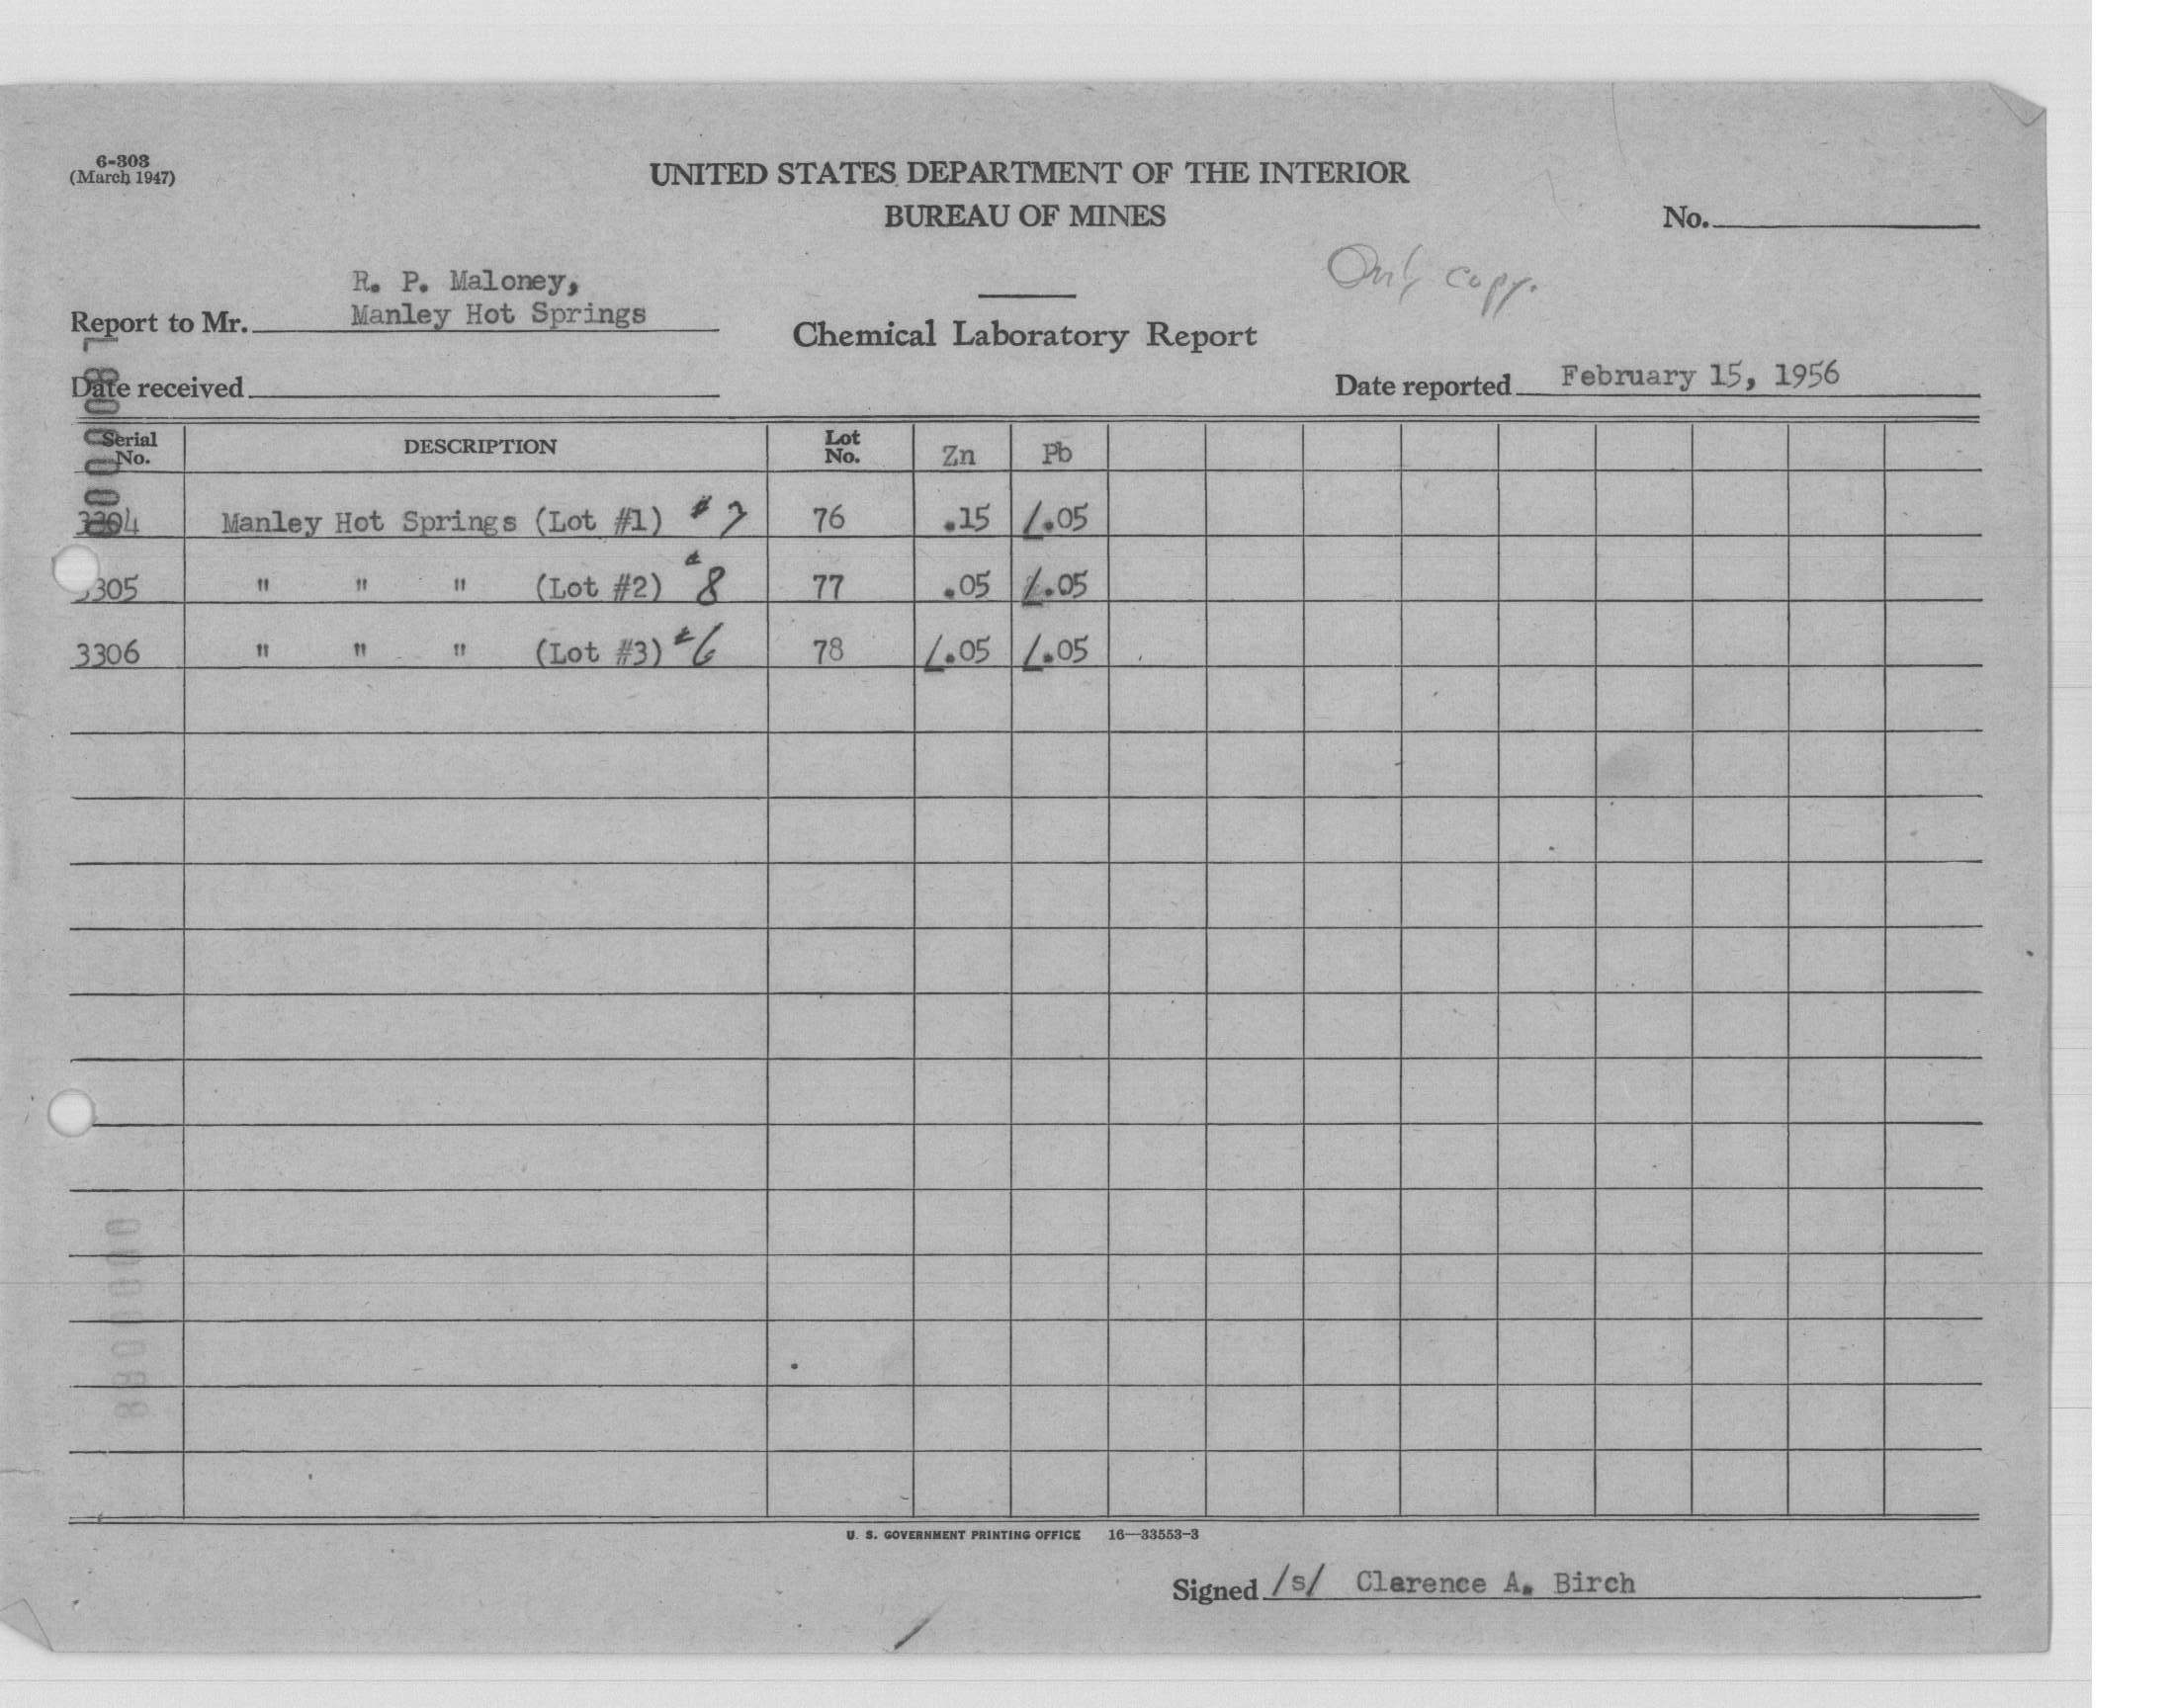 6-303
(March 1947)
UNITED STATES DEPARTMENT OF THE INTERIOR
BUREAU OF MINES
No.
Only copy.
R. P. Maloney,
Report to Mr. Manley Hot Springs
Chemical Laboratory Report
Date received
Date reported February 15, 1956
Serial No. DESCRIPTION Lot No. Zn Pb
3304 Manley Hot Springs (Lot #1) #7 76 .15 /.05
3305 " " " (Lot #2) #8 77 .05 /.05
3306 " " " (Lot #3) #6 78 /.05 /.05
U. S. GOVERNMENT PRINTING OFFICE 16—33553-3
Signed /s/ Clarence A. Birch